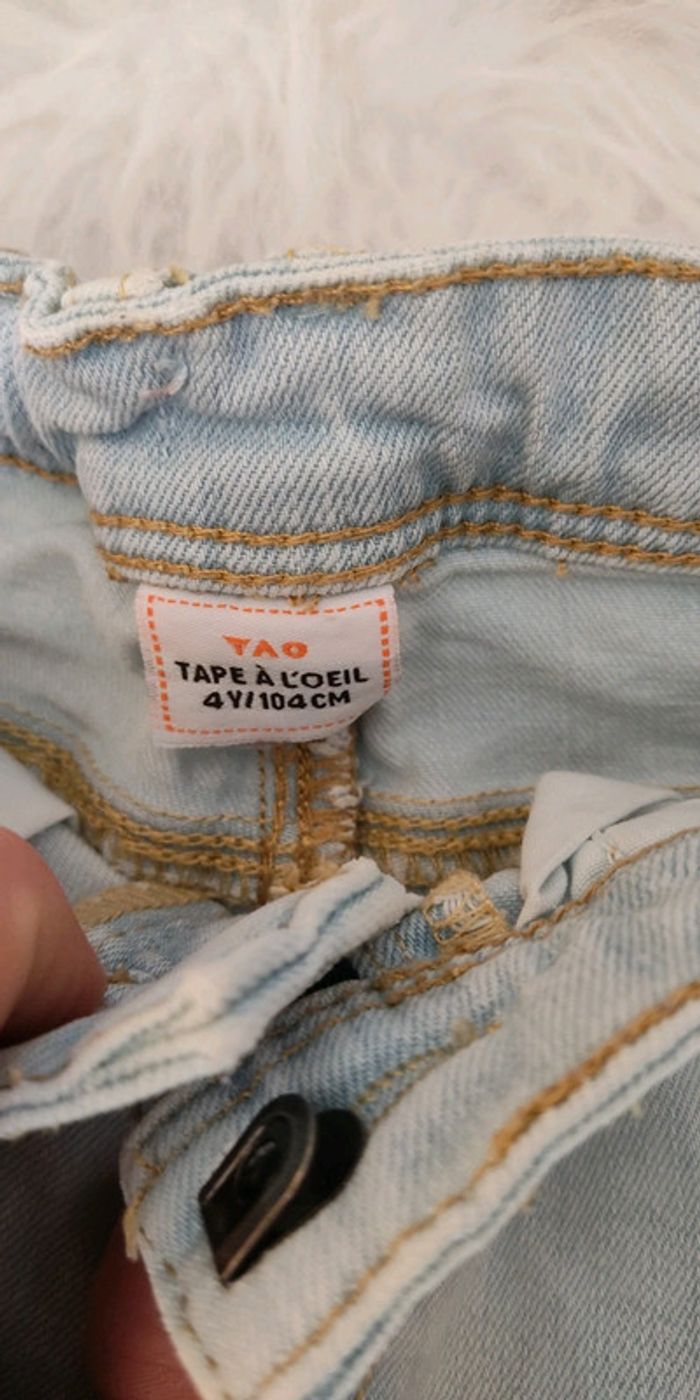 TAO
TAPE À L'OEIL
4Y/104CM